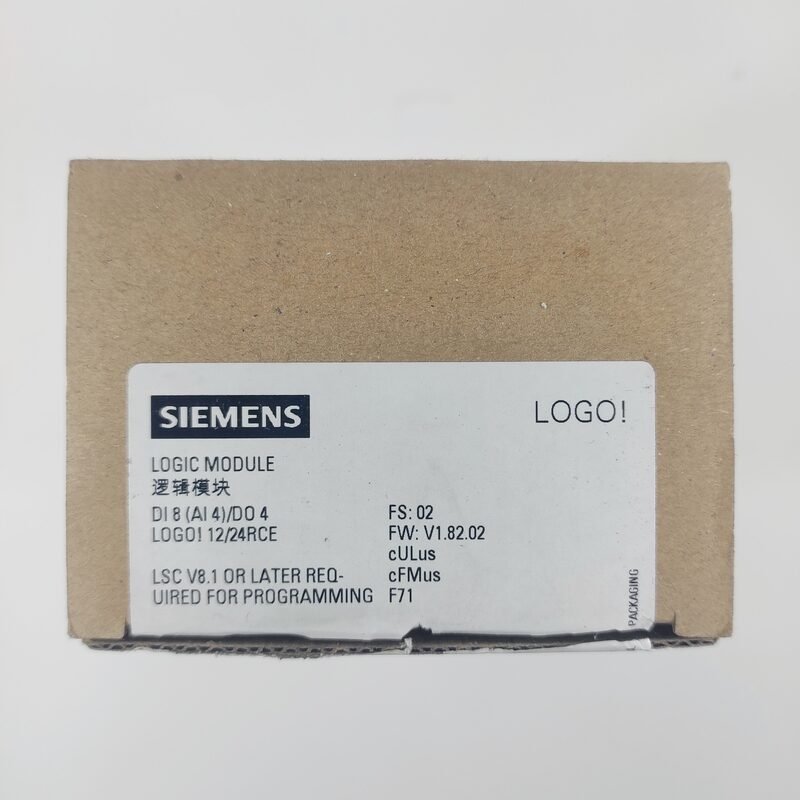 SIEMENS
LOGO!
LOGIC MODULE
逻辑模块
DI 8 (AI 4)/DO 4
LOGO! 12/24RCE
LSC V8.1 OR LATER REQ-
UIRED FOR PROGRAMMING
FS: 02
FW: V1.82.02
cULus
cFMus
F71
PACKAGING